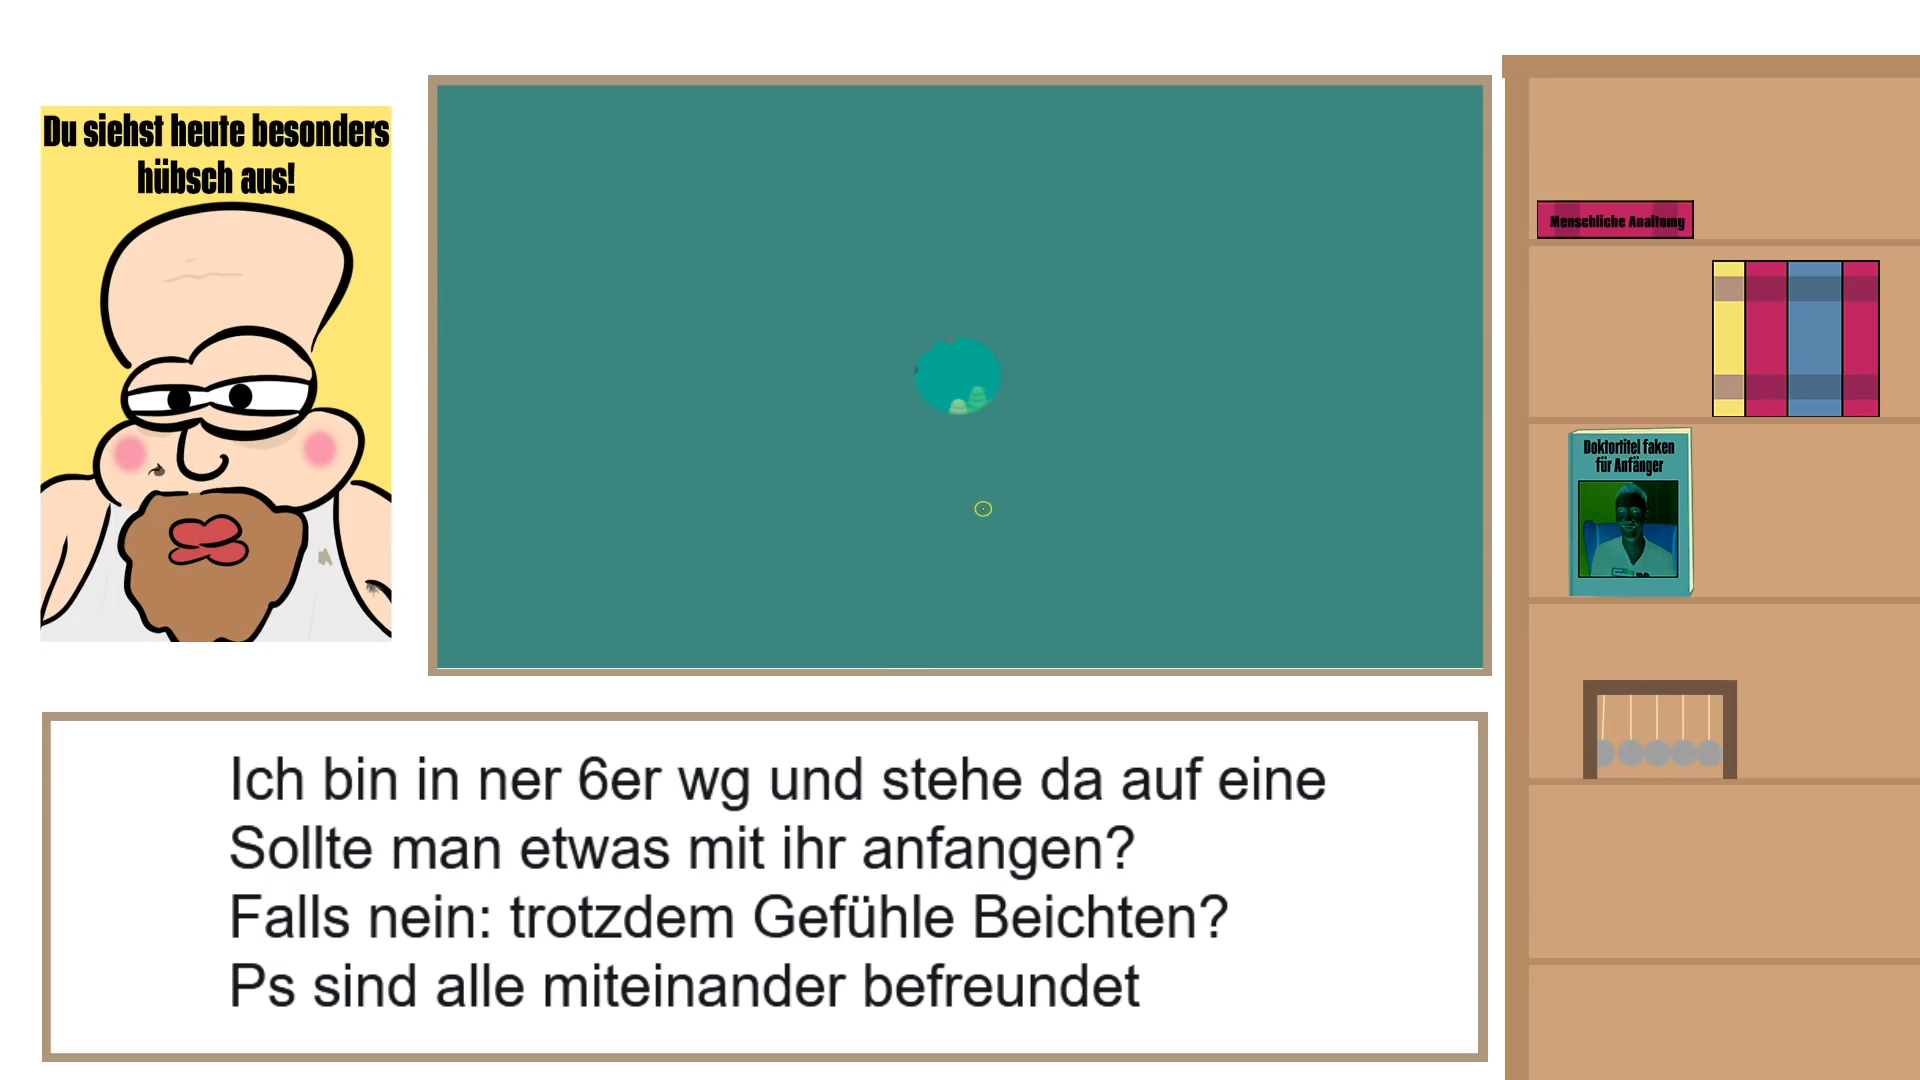 Du siehst heute besonders
hübsch aus!
Menschliche Analtomy
Doktortitel faken
für Anfänger
Ich bin in ner 6er wg und stehe da auf eine
Sollte man etwas mit ihr anfangen?
Falls nein: trotzdem Gefühle Beichten?
Ps sind alle miteinander befreundet